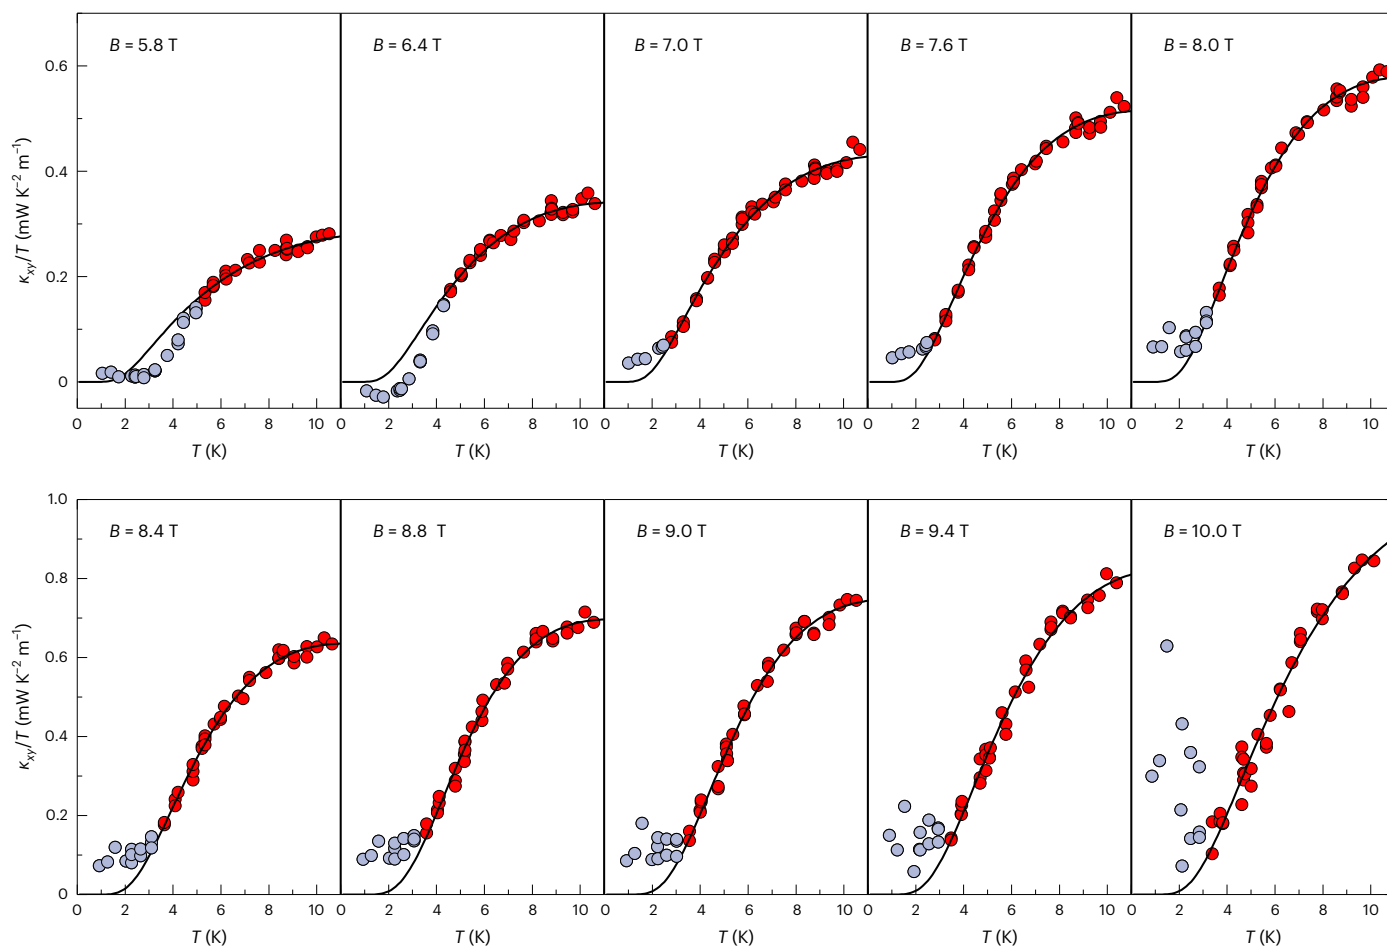 B = 5.8 T
B = 6.4 T
B = 7.0 T
B = 7.6 T
B = 8.0 T
0.6
0.4
0.2
0
κxy/T (mW K−2 m−1)
0 2 4 6 8 10
0 2 4 6 8 10
0 2 4 6 8 10
0 2 4 6 8 10
0 2 4 6 8 10
T (K)
T (K)
T (K)
T (K)
T (K)
B = 8.4 T
B = 8.8 T
B = 9.0 T
B = 9.4 T
B = 10.0 T
1.0
0.8
0.6
0.4
0.2
0
κxy/T (mW K−2 m−1)
0 2 4 6 8 10
0 2 4 6 8 10
0 2 4 6 8 10
0 2 4 6 8 10
0 2 4 6 8 10
T (K)
T (K)
T (K)
T (K)
T (K)